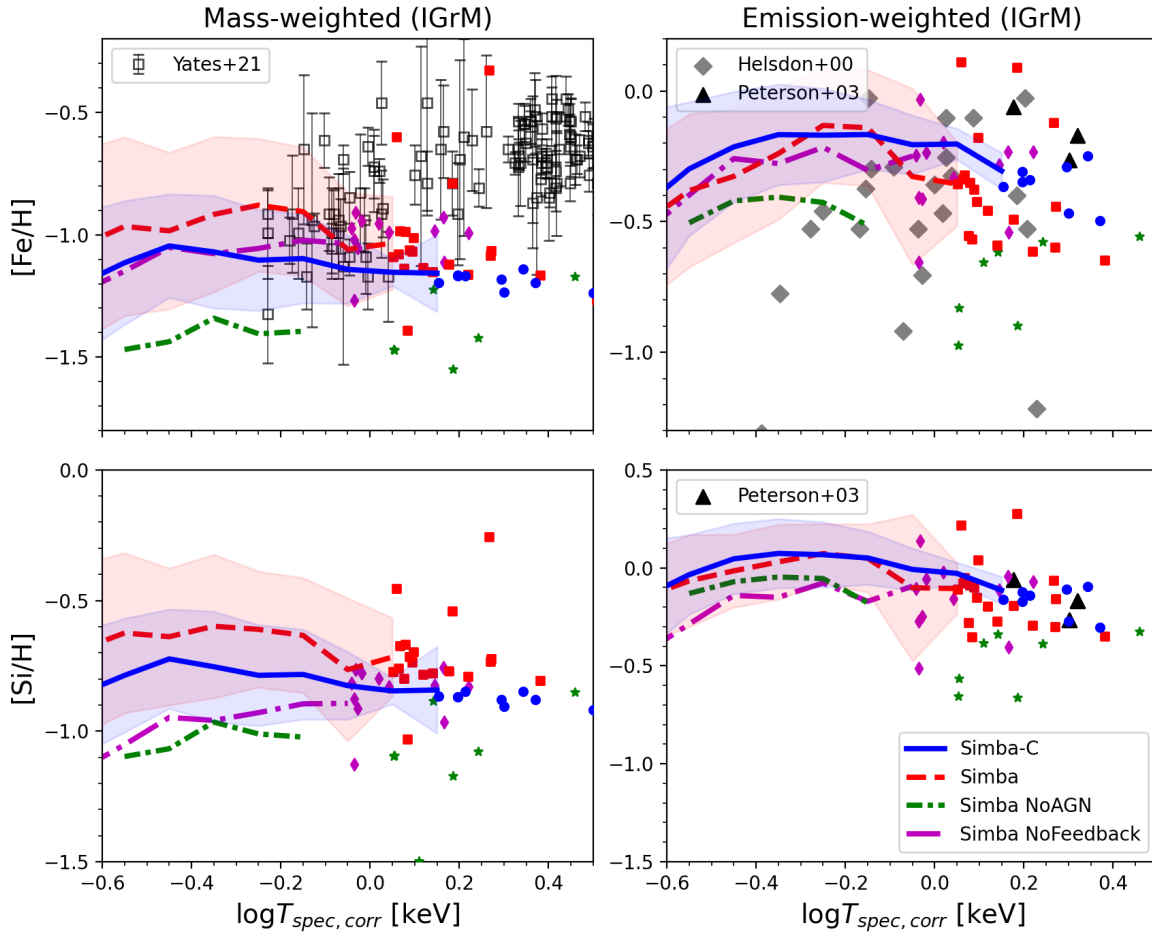 Mass-weighted (IGrM)
Emission-weighted (IGrM)
[Fe/H]
−0.5
−1.0
−1.5
Yates+21
0.0
−0.5
−1.0
Helsdon+00
Peterson+03
[Si/H]
0.0
−0.5
−1.0
−1.5
−0.6
−0.4
−0.2
0.0
0.2
0.4
logT_{spec,corr} [keV]
0.5
0.0
−0.5
−1.0
−1.5
Peterson+03
Simba-C
Simba
Simba NoAGN
Simba NoFeedback
−0.6
−0.4
−0.2
0.0
0.2
0.4
logT_{spec,corr} [keV]